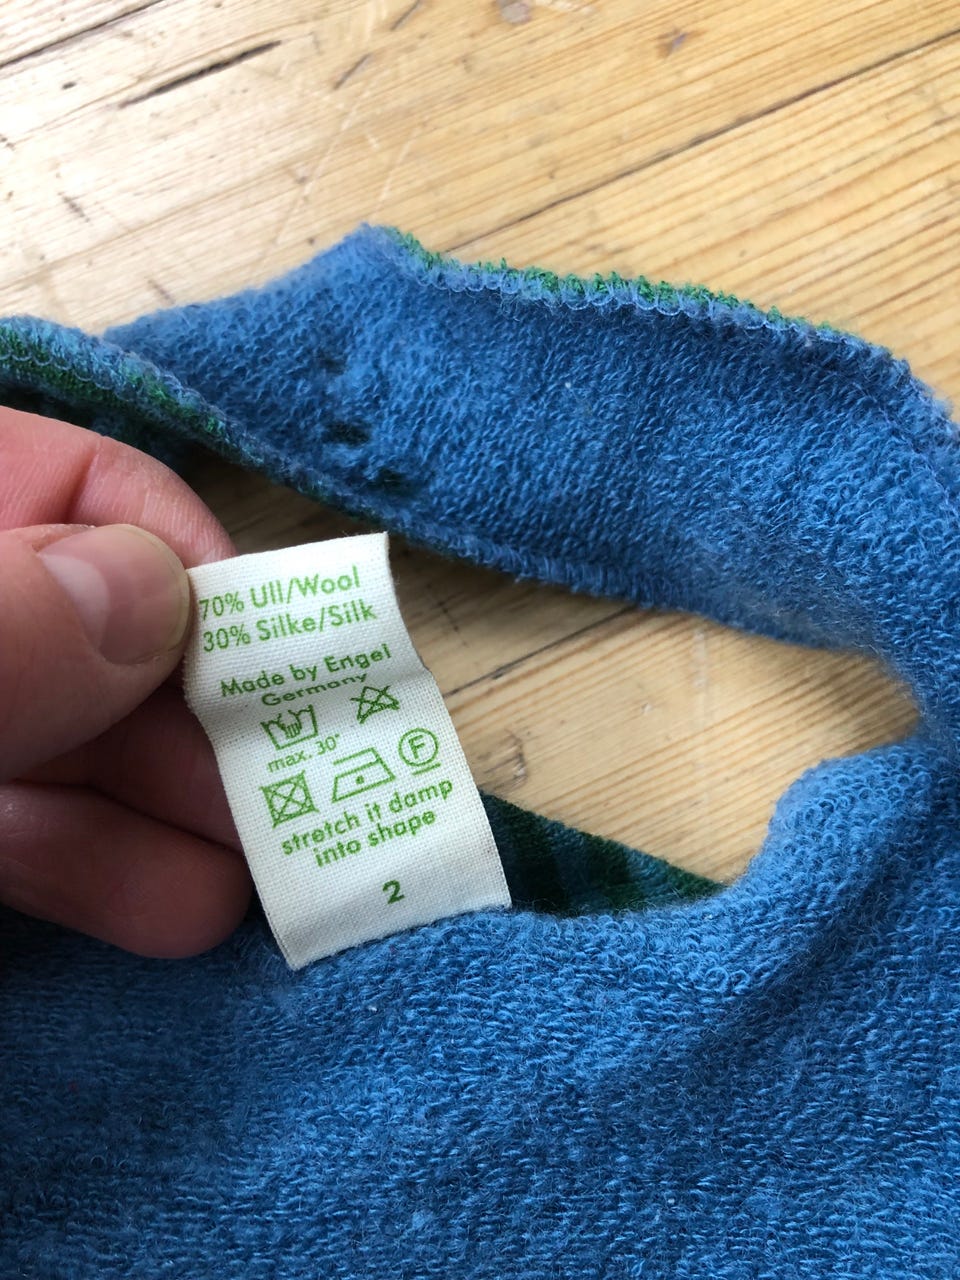 70% Ull/Wool
30% Silke/Silk
Made by Engel
Germany
max. 30°
F
stretch it damp
into shape
2